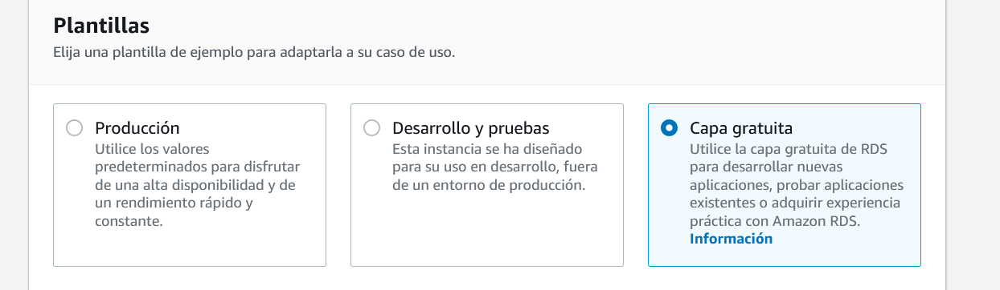 Plantillas
Elija una plantilla de ejemplo para adaptarla a su caso de uso.
Producción
Utilice los valores
predeterminados para disfrutar
de una alta disponibilidad y de
un rendimiento rápido y
constante.
Desarrollo y pruebas
Esta instancia se ha diseñado
para su uso en desarrollo, fuera
de un entorno de producción.
Capa gratuita
Utilice la capa gratuita de RDS
para desarrollar nuevas
aplicaciones, probar aplicaciones
existentes o adquirir experiencia
práctica con Amazon RDS.
Información